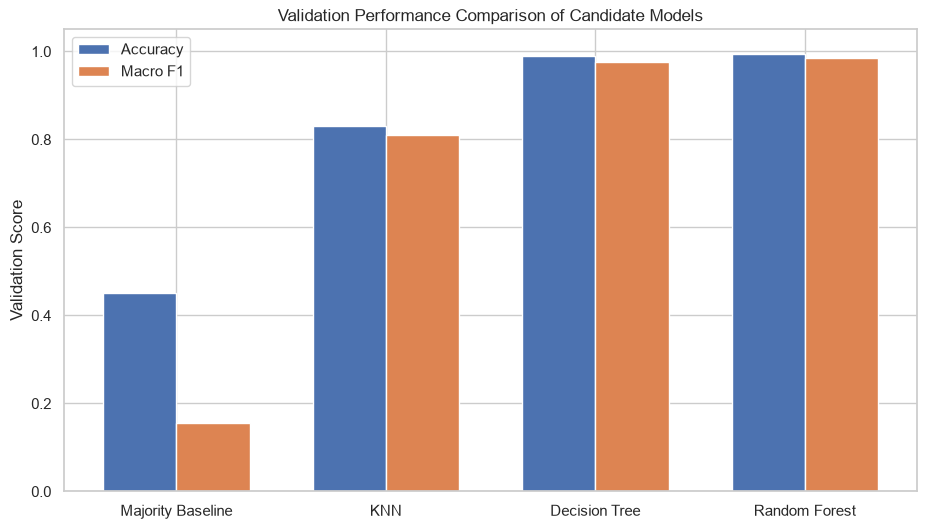 Validation Performance Comparison of Candidate Models
Accuracy
Macro F1
Validation Score
1.0
0.8
0.6
0.4
0.2
0.0
Majority Baseline
KNN
Decision Tree
Random Forest